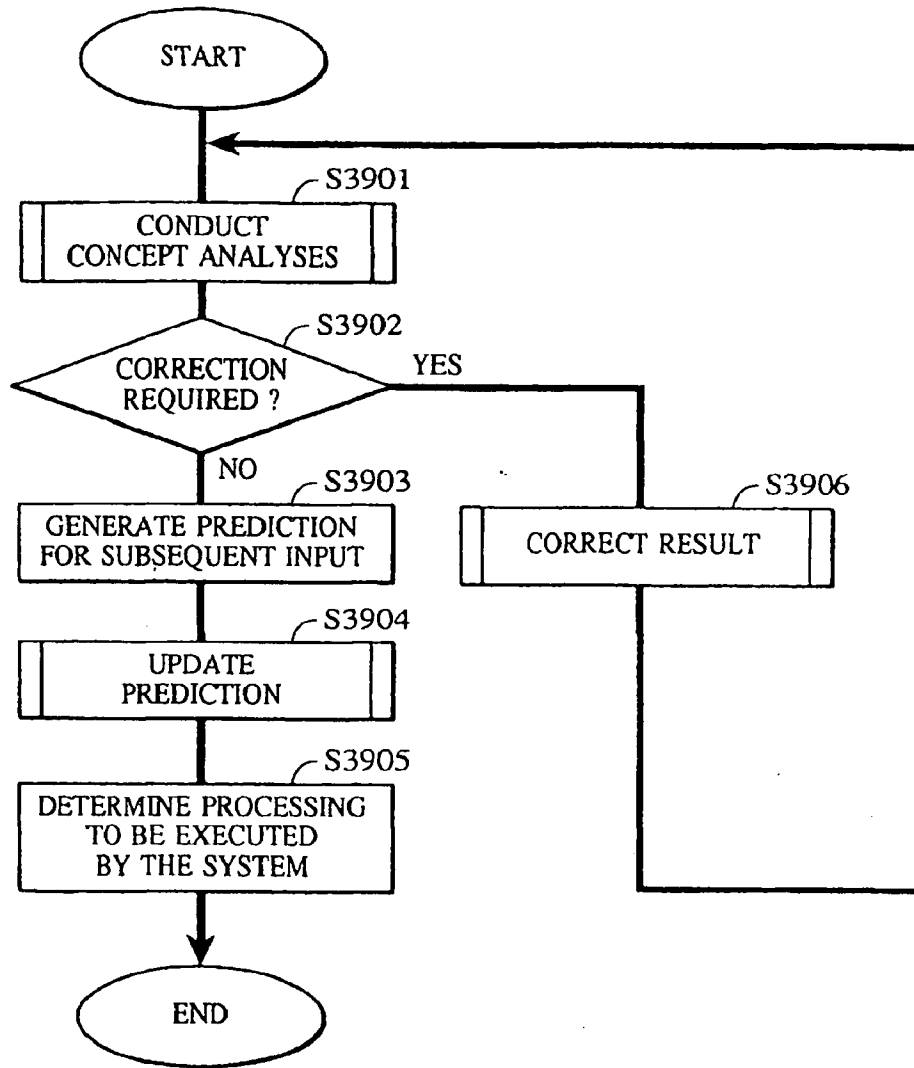 START
S3901
CONDUCT
CONCEPT ANALYSES
S3902
CORRECTION
REQUIRED ?
YES
NO
S3903
GENERATE PREDICTION
FOR SUBSEQUENT INPUT
S3906
CORRECT RESULT
S3904
UPDATE
PREDICTION
S3905
DETERMINE PROCESSING
TO BE EXECUTED
BY THE SYSTEM
END